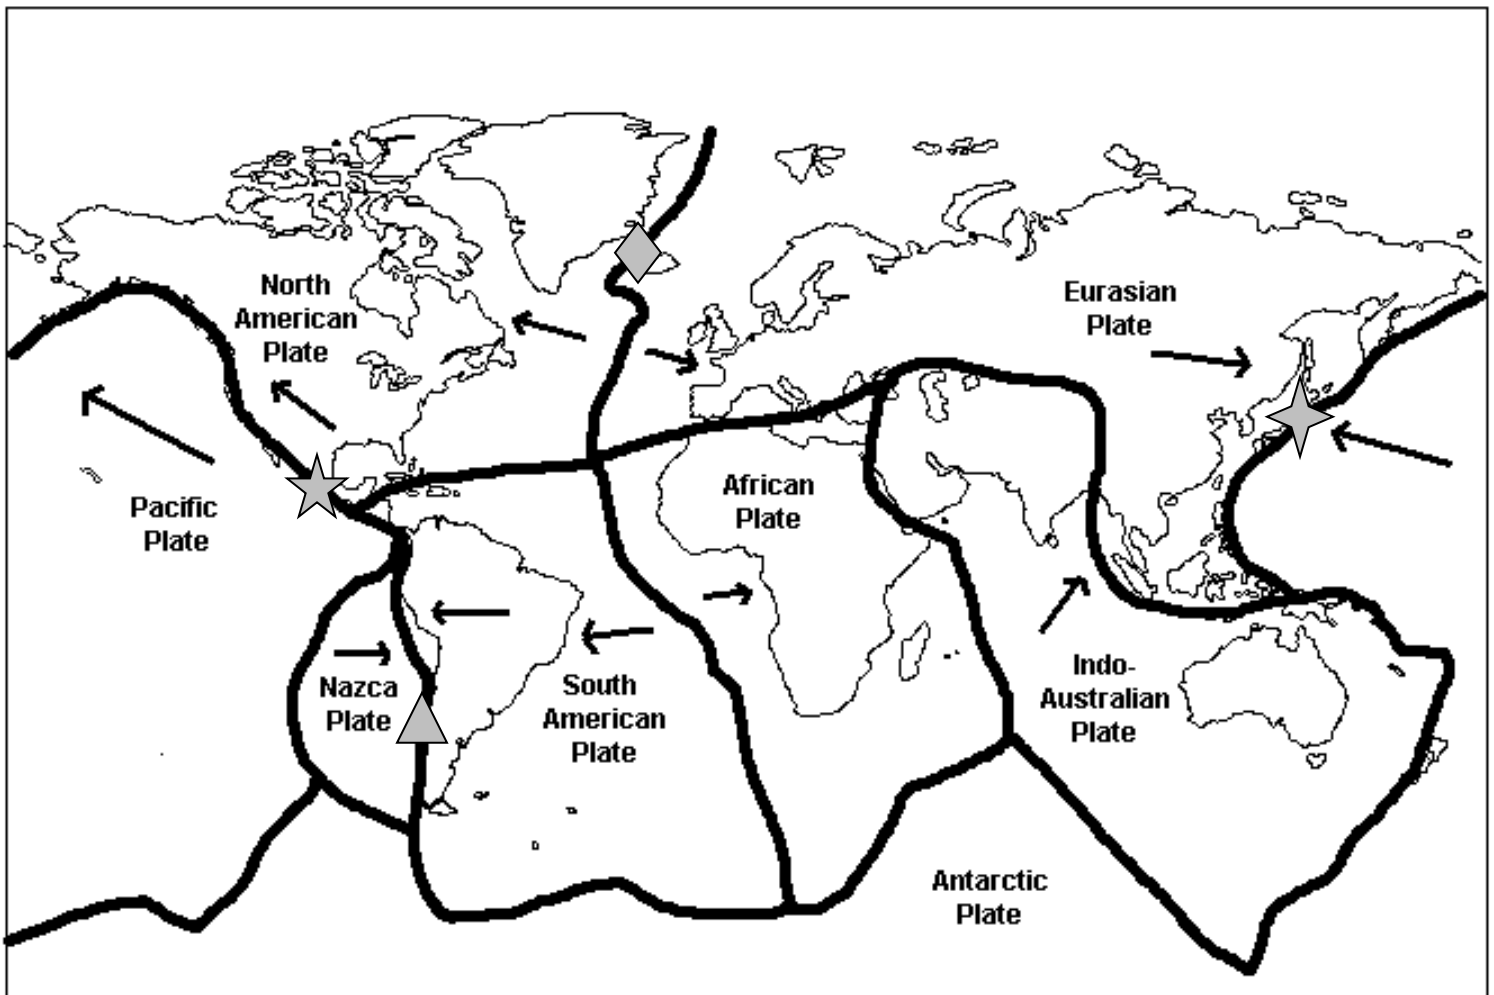 North
American
Plate
Eurasian
Plate
Pacific
Plate
African
Plate
Nazca
Plate
South
American
Plate
Indo-
Australian
Plate
Antarctic
Plate